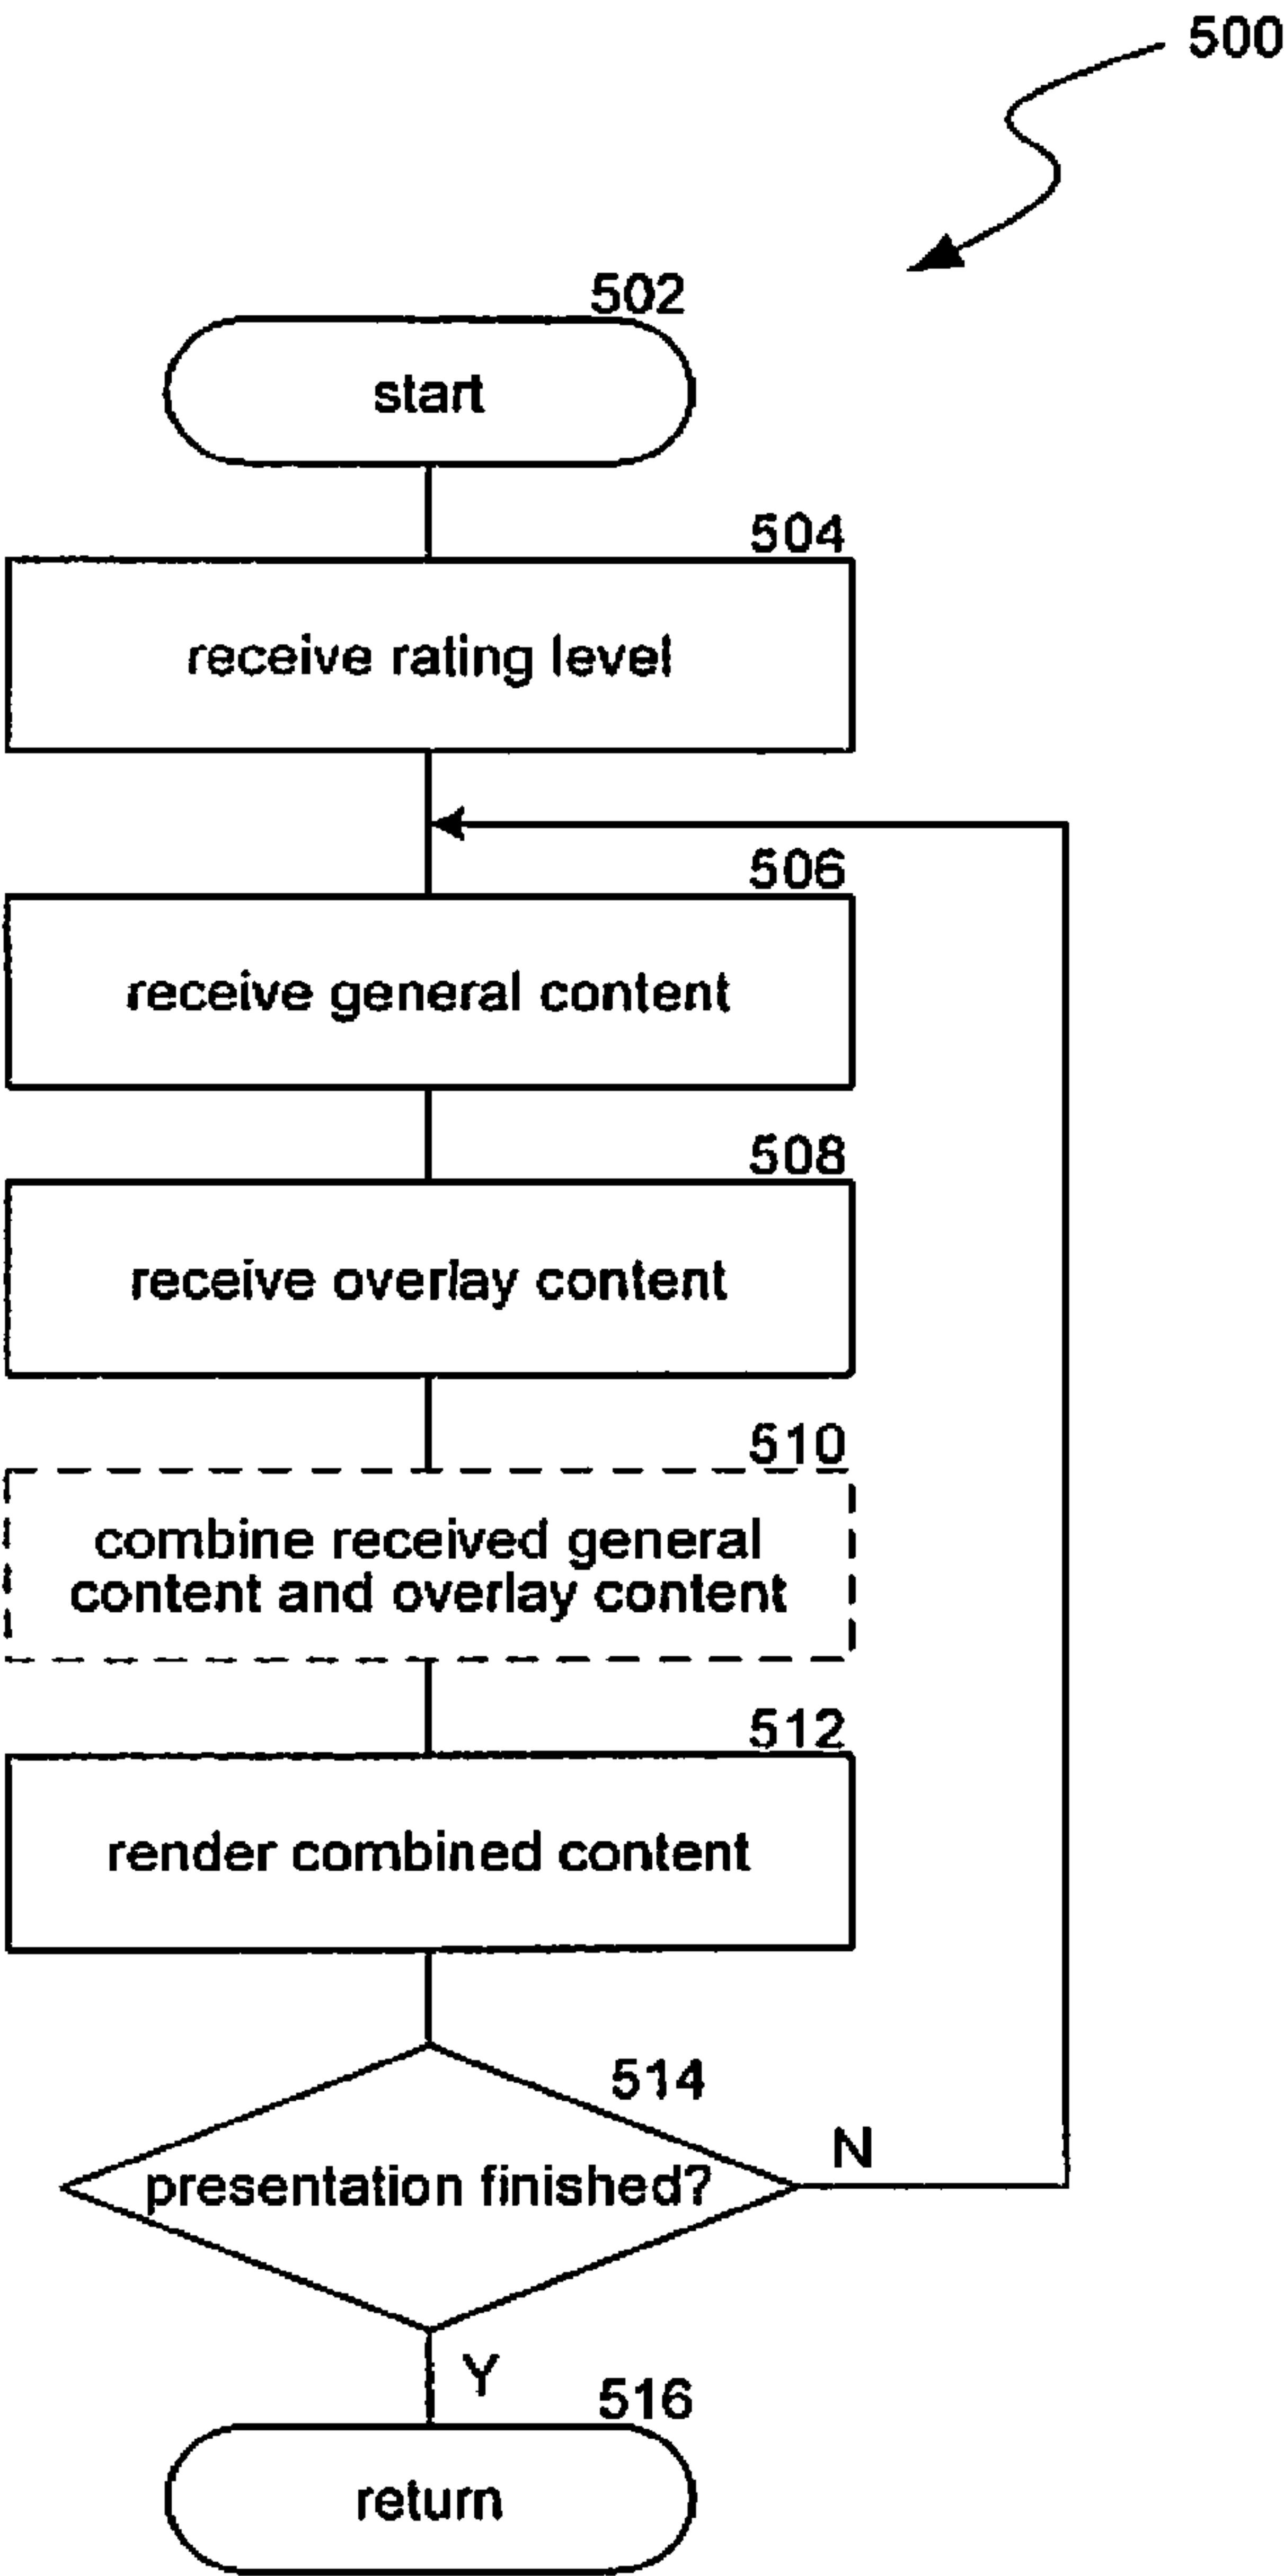 500
502
start
504
receive rating level
506
receive general content
508
receive overlay content
510
combine received general
content and overlay content
512
render combined content
514
presentation finished?
N
Y
516
return